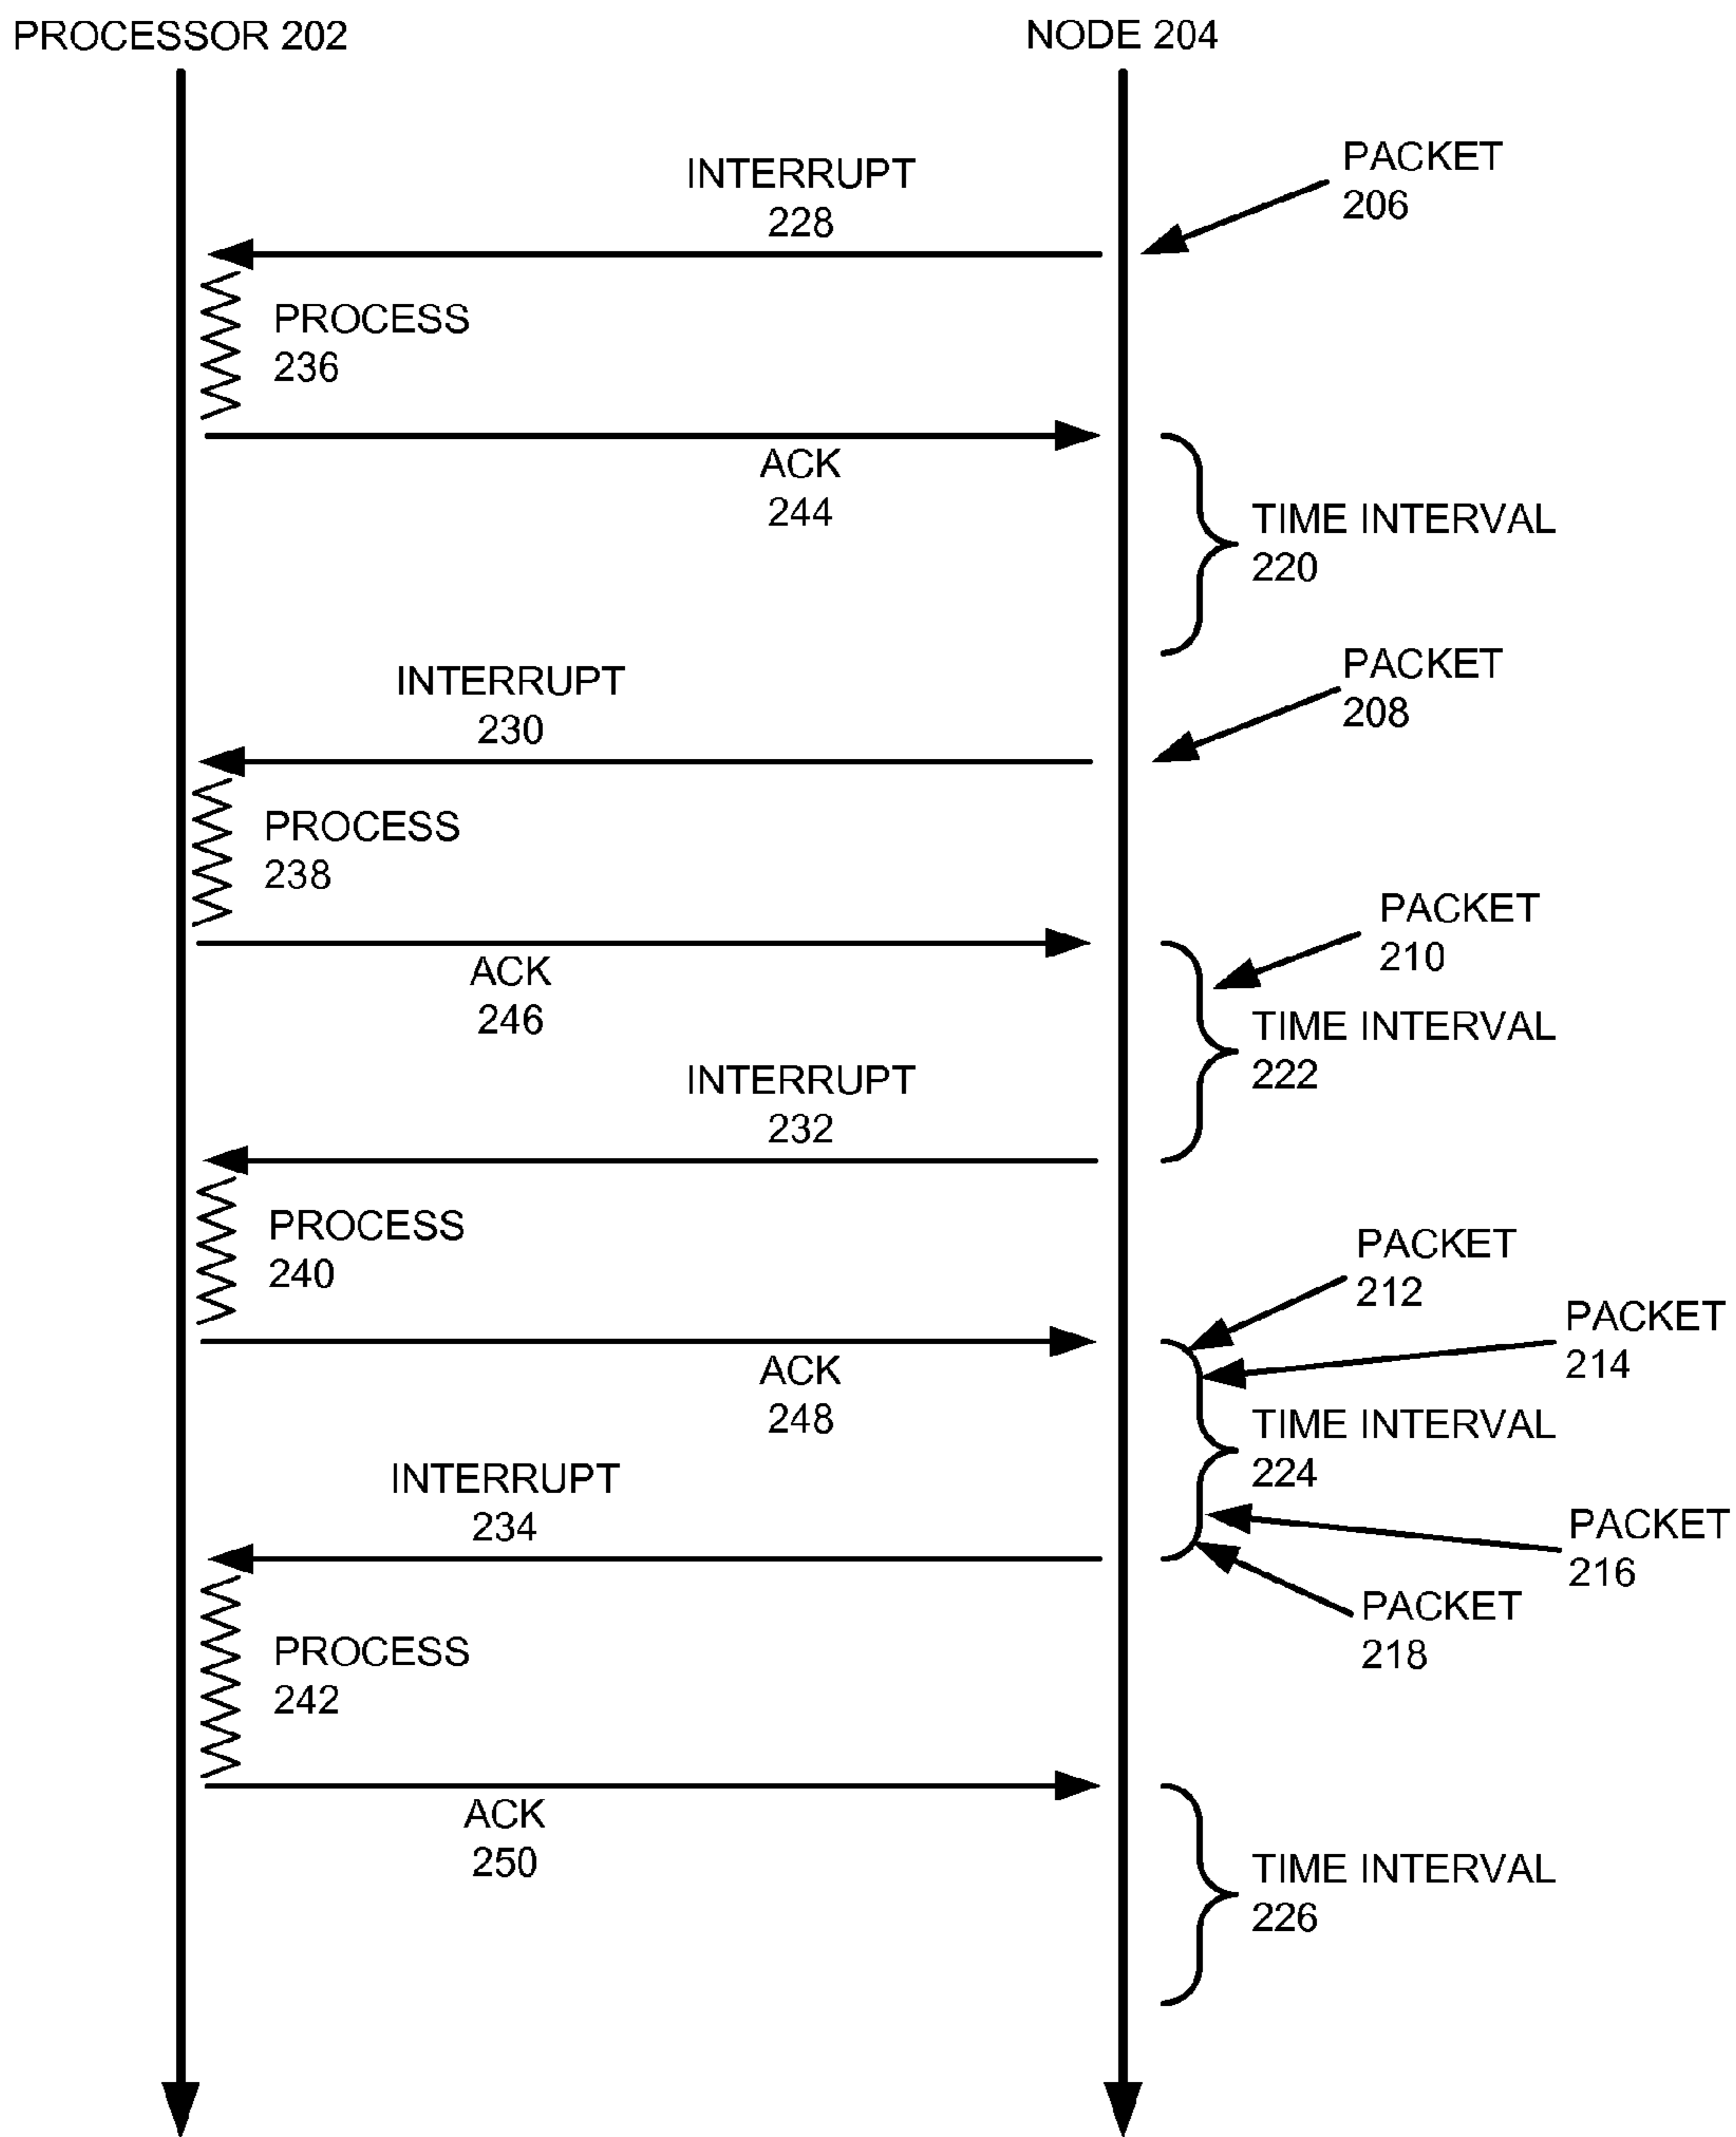 PROCESSOR 202
NODE 204
INTERRUPT
228
PACKET
206
PROCESS
236
ACK
244
TIME INTERVAL
220
INTERRUPT
230
PACKET
208
PROCESS
238
PACKET
210
ACK
246
TIME INTERVAL
222
INTERRUPT
232
PROCESS
240
PACKET
212
PACKET
214
ACK
248
TIME INTERVAL
224
INTERRUPT
234
PACKET
216
PACKET
218
PROCESS
242
ACK
250
TIME INTERVAL
226